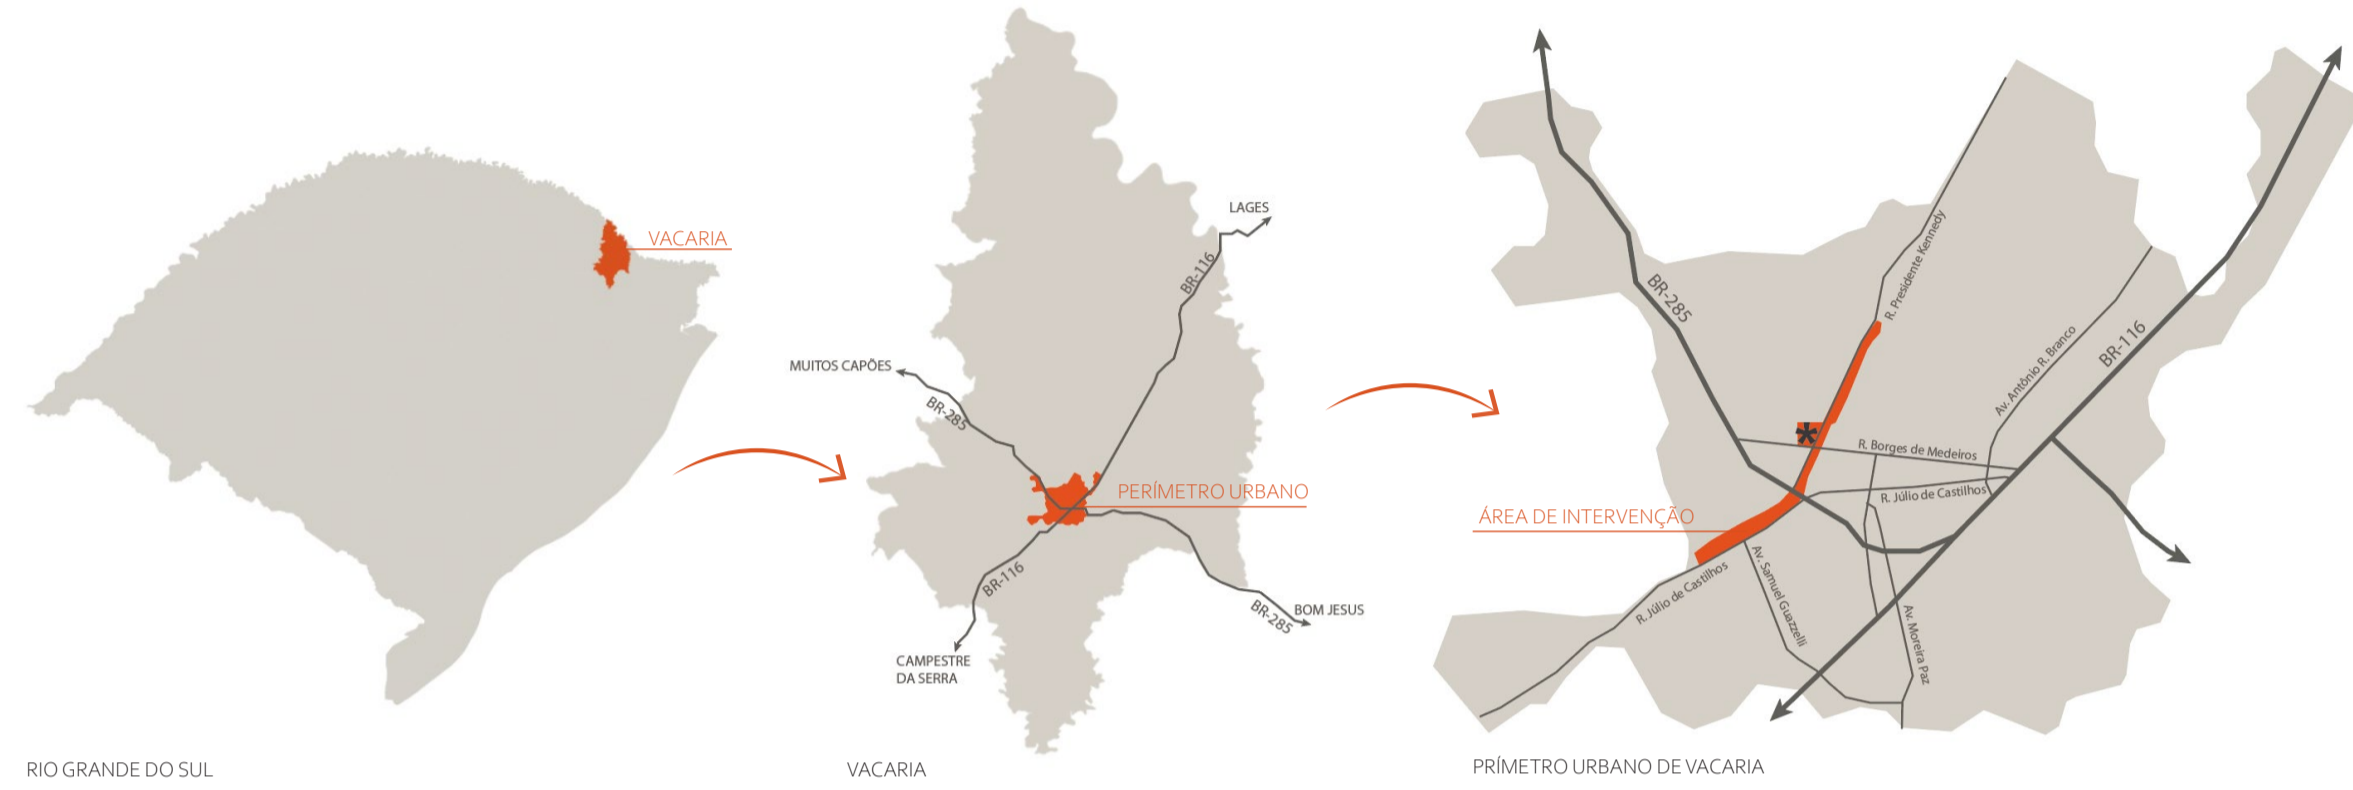 VACARIA
RIO GRANDE DO SUL
LAGES
BR-116
MUITOS CAPÕES
BR-285
PERÍMETRO URBANO
BR-116
BR-285
BOM JESUS
CAMPESTRE
DA SERRA
VACARIA
R. Presidente Kennedy
BR-285
Av. Antônio R. Branco
BR-116
*
R. Borges de Medeiros
R. Júlio de Castilhos
ÁREA DE INTERVENÇÃO
R. Júlio de Castilhos
Av. Samuel Guazzelli
Av. Moreira Paz
PRÍMETRO URBANO DE VACARIA